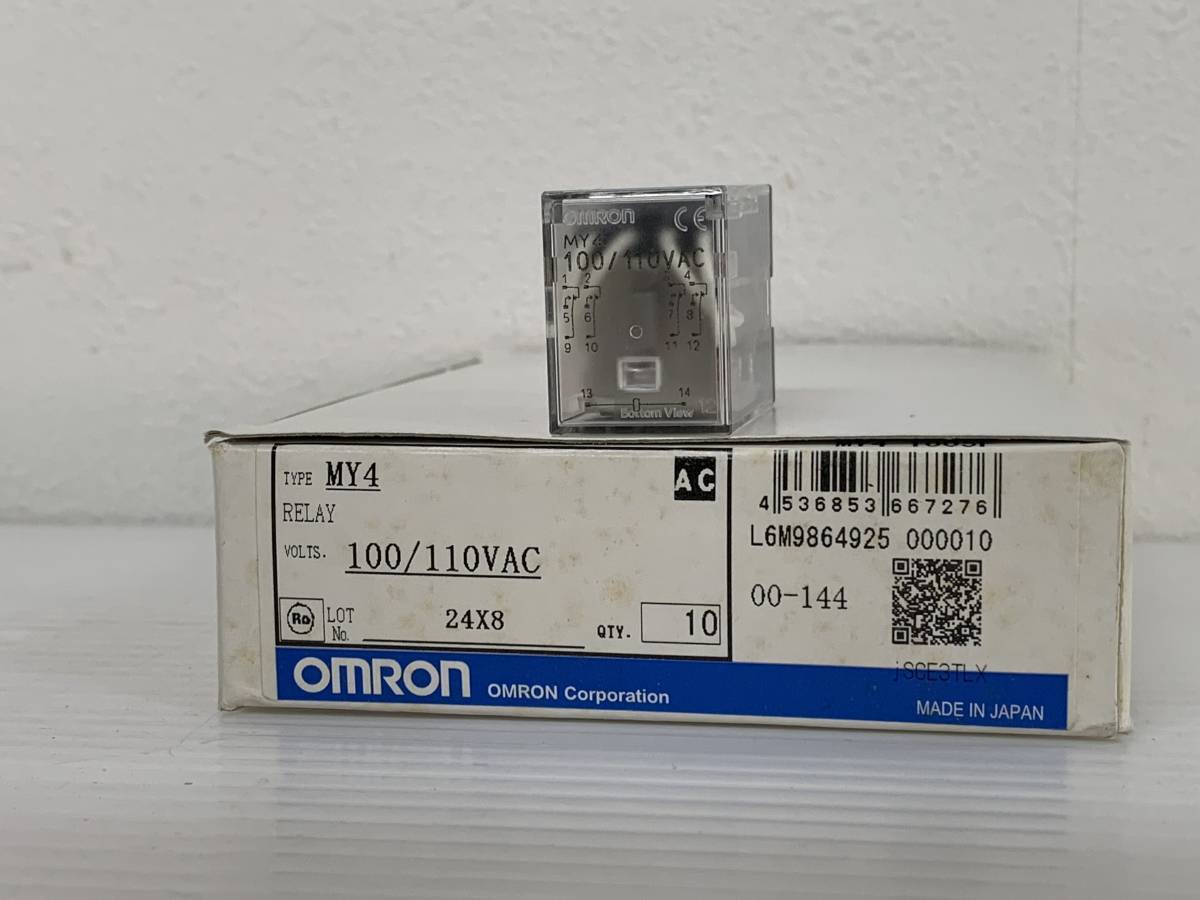 OMRON CE
MY4
100/110VAC
1 2 4
5 6 7 8
9 10 11 12
13 14
Bottom View
TYPE MY4
AC
RELAY
VOLTS. 100/110VAC
LOT No. 24X8
QTY. 10
OMRON OMRON Corporation
4 536853 667276
L6M9864925 000010
00-144
jSCE3TLX
MADE IN JAPAN